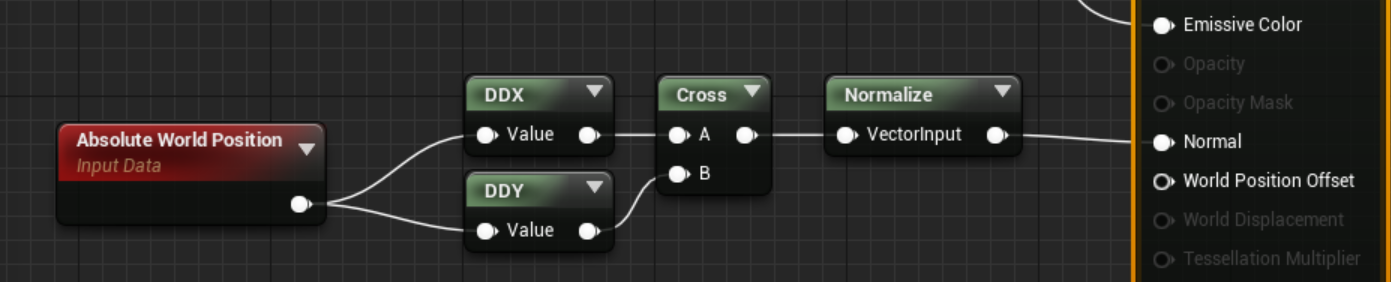 Absolute World Position
Input Data
DDX
Value
DDY
Value
Cross
A
B
Normalize
VectorInput
Emissive Color
Opacity
Opacity Mask
Normal
World Position Offset
World Displacement
Tessellation Multiplier